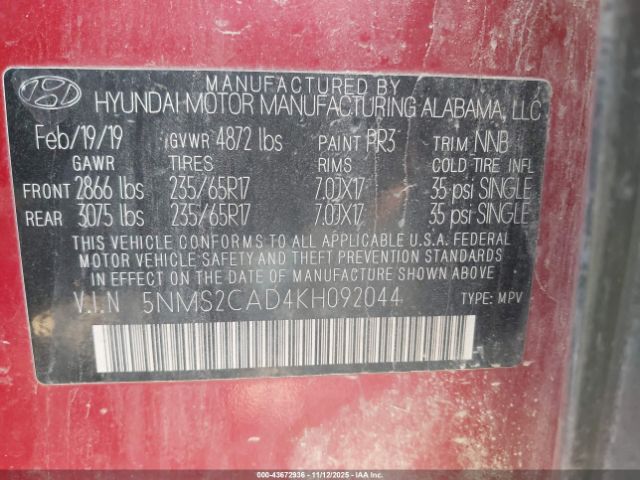 MANUFACTURED BY
HYUNDAI MOTOR MANUFACTURING ALABAMA, LLC
Feb/19/19 GVWR 4872 lbs PAINT PR3 TRIM NNB
GAWR TIRES RIMS COLD TIRE INFL
FRONT 2866 lbs 235/65R17 7.0JX17 35 psi SINGLE
REAR 3075 lbs 235/65R17 7.0JX17 35 psi SINGLE
THIS VEHICLE CONFORMS TO ALL APPLICABLE U.S.A. FEDERAL
MOTOR VEHICLE SAFETY AND THEFT PREVENTION STANDARDS
IN EFFECT ON THE DATE OF MANUFACTURE SHOWN ABOVE
V.I.N 5NMS2CAD4KH092044 TYPE: MPV
000-43672936 - 11/12/2025 - IAA Inc.